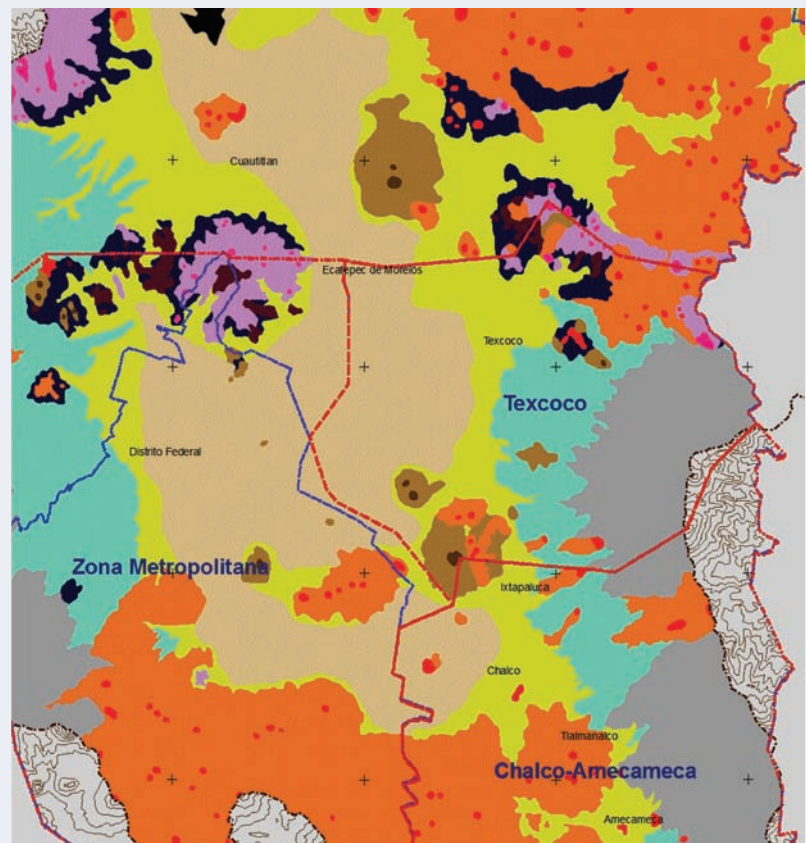 Cuautitlan
Ecatepec de Morelos
Texcoco
Texcoco
Distrito Federal
Zona Metropolitana
Ixtapaluca
Chalco
Tlalmanalco
Chalco-Amecameca
Amecameca